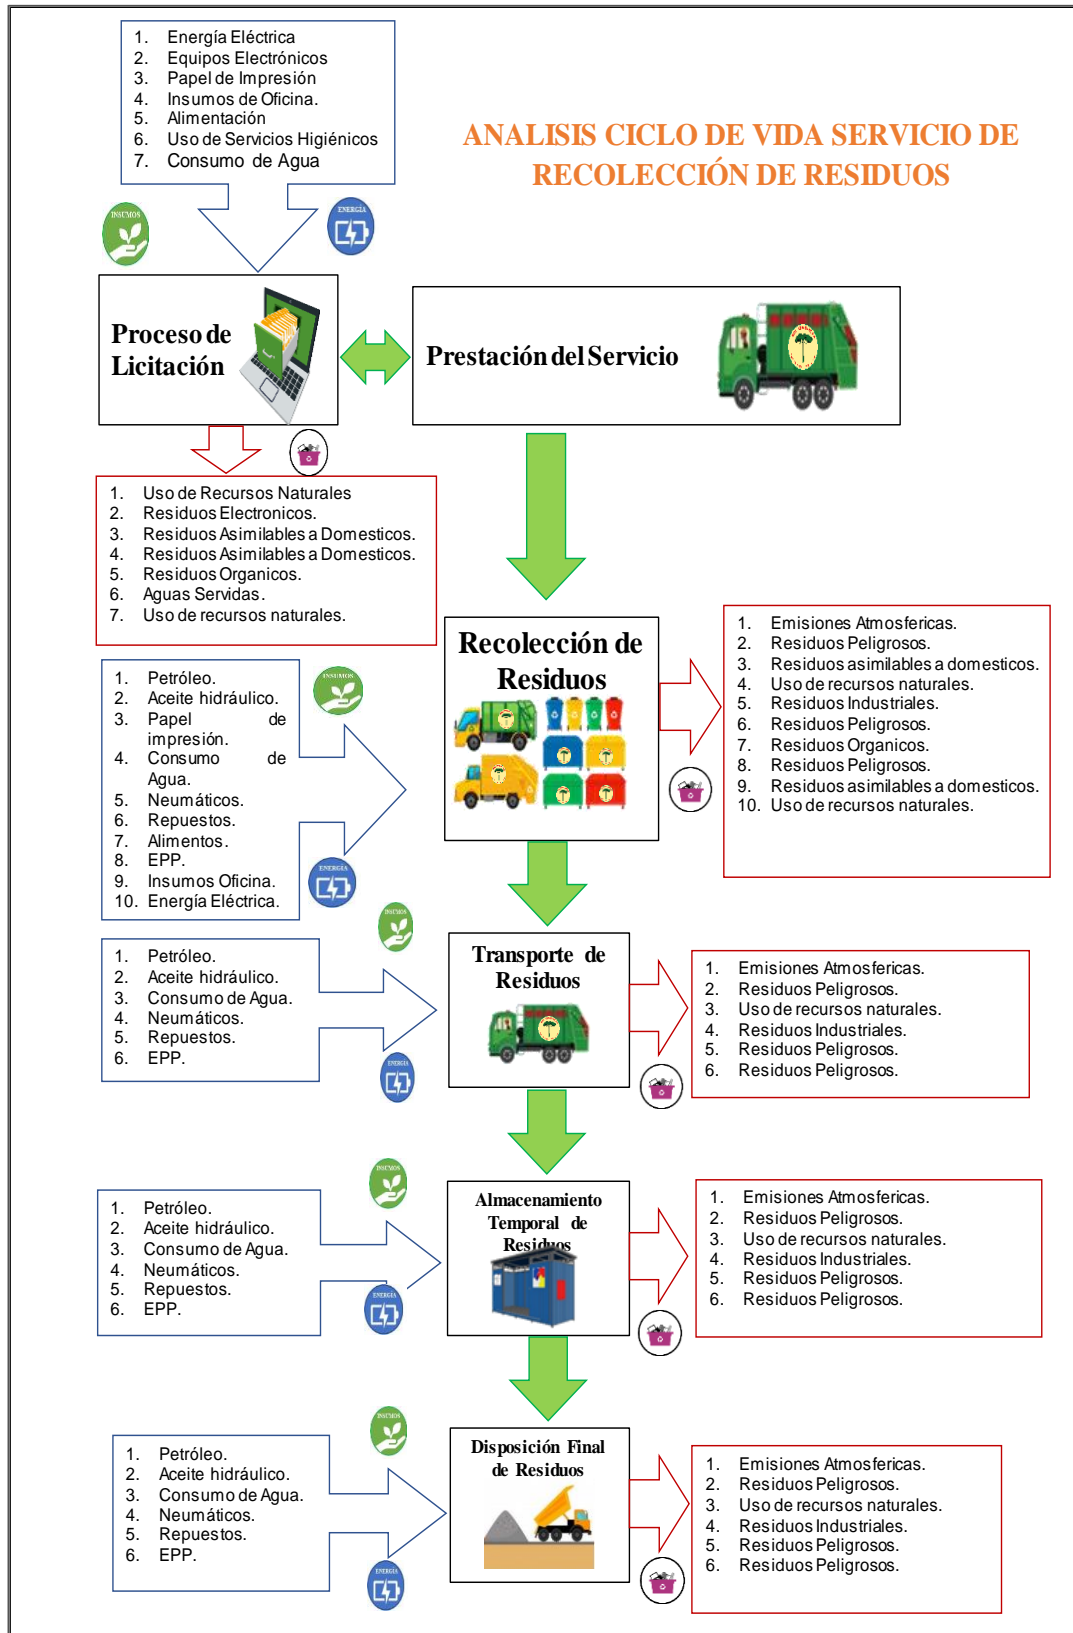 1. Energía Eléctrica
2. Equipos Electrónicos
3. Papel de Impresión
4. Insumos de Oficina.
5. Alimentación
6. Uso de Servicios Higiénicos
7. Consumo de Agua
ANALISIS CICLO DE VIDA SERVICIO DE
RECOLECCIÓN DE RESIDUOS
INSUMOS
ENERGÍA
Proceso de
Licitación
Prestación del Servicio
1. Uso de Recursos Naturales
2. Residuos Electronicos.
3. Residuos Asimilables a Domesticos.
4. Residuos Asimilables a Domesticos.
5. Residuos Organicos.
6. Aguas Servidas.
7. Uso de recursos naturales.
Recolección de
Residuos
1. Emisiones Atmosfericas.
2. Residuos Peligrosos.
3. Residuos asimilables a domesticos.
4. Uso de recursos naturales.
5. Residuos Industriales.
6. Residuos Peligrosos.
7. Residuos Organicos.
8. Residuos Peligrosos.
9. Residuos asimilables a domesticos.
10. Uso de recursos naturales.
1. Petróleo.
2. Aceite hidráulico.
3. Papel de
impresión.
4. Consumo de
Agua.
5. Neumáticos.
6. Repuestos.
7. Alimentos.
8. EPP.
9. Insumos Oficina.
10. Energía Eléctrica.
INSUMOS
ENERGÍA
INSUMOS
1. Petróleo.
2. Aceite hidráulico.
3. Consumo de Agua.
4. Neumáticos.
5. Repuestos.
6. EPP.
ENERGÍA
Transporte de
Residuos
1. Emisiones Atmosfericas.
2. Residuos Peligrosos.
3. Uso de recursos naturales.
4. Residuos Industriales.
5. Residuos Peligrosos.
6. Residuos Peligrosos.
INSUMOS
1. Petróleo.
2. Aceite hidráulico.
3. Consumo de Agua.
4. Neumáticos.
5. Repuestos.
6. EPP.
ENERGÍA
Almacenamiento
Temporal de
Residuos
1. Emisiones Atmosfericas.
2. Residuos Peligrosos.
3. Uso de recursos naturales.
4. Residuos Industriales.
5. Residuos Peligrosos.
6. Residuos Peligrosos.
INSUMOS
1. Petróleo.
2. Aceite hidráulico.
3. Consumo de Agua.
4. Neumáticos.
5. Repuestos.
6. EPP.
ENERGÍA
Disposición Final
de Residuos
1. Emisiones Atmosfericas.
2. Residuos Peligrosos.
3. Uso de recursos naturales.
4. Residuos Industriales.
5. Residuos Peligrosos.
6. Residuos Peligrosos.